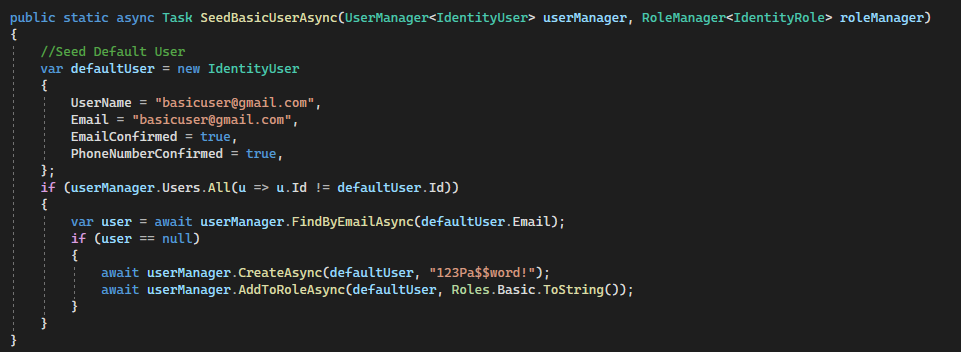 public static async Task SeedBasicUserAsync(UserManager<IdentityUser> userManager, RoleManager<IdentityRole> roleManager)
{
    //Seed Default User
    var defaultUser = new IdentityUser
    {
        UserName = "basicuser@gmail.com",
        Email = "basicuser@gmail.com",
        EmailConfirmed = true,
        PhoneNumberConfirmed = true,
    };
    if (userManager.Users.All(u => u.Id != defaultUser.Id))
    {
        var user = await userManager.FindByEmailAsync(defaultUser.Email);
        if (user == null)
        {
            await userManager.CreateAsync(defaultUser, "123Pa$$word!");
            await userManager.AddToRoleAsync(defaultUser, Roles.Basic.ToString());
        }
    }
}